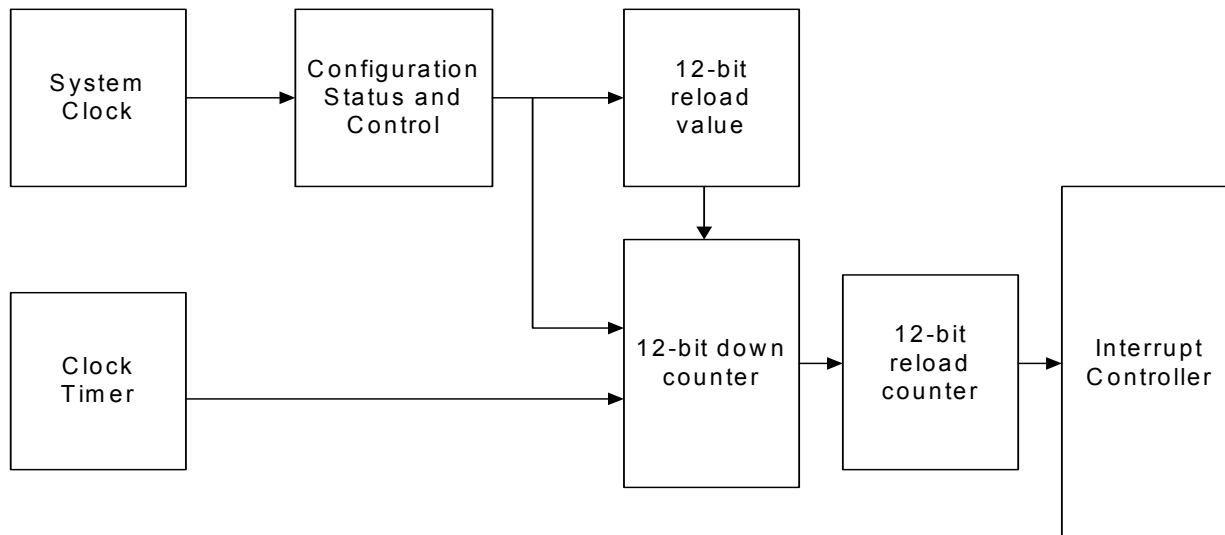 System
Clock
Configuration
Status and
Control
12-bit
reload
value
Clock
Timer
12-bit down
counter
12-bit
reload
counter
Interrupt
Controller